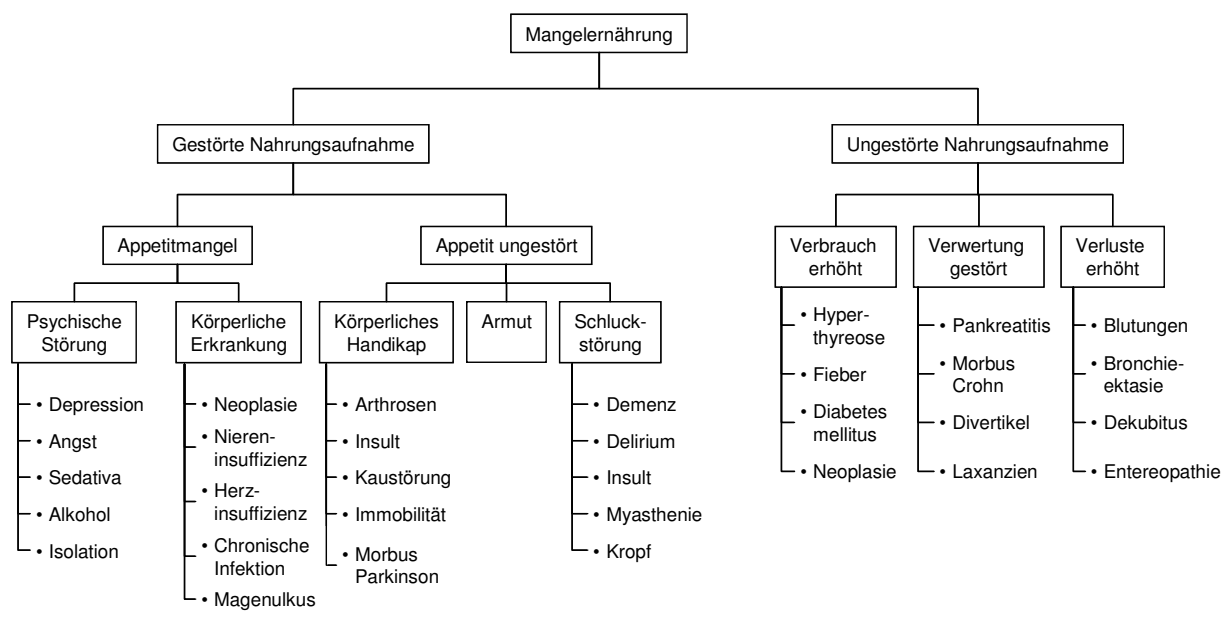 Mangelernährung
Gestörte Nahrungsaufnahme
Ungestörte Nahrungsaufnahme
Appetitmangel
Appetit ungestört
Verbrauch
erhöht
Verwertung
gestört
Verluste
erhöht
Psychische
Störung
Körperliche
Erkrankung
Körperliches
Handikap
Armut
Schluck-
störung
• Depression
• Angst
• Sedativa
• Alkohol
• Isolation
• Neoplasie
• Nieren-
insuffizienz
• Herz-
insuffizienz
• Chronische
Infektion
• Magenulkus
• Arthrosen
• Insult
• Kaustörung
• Immobilität
• Morbus
Parkinson
• Demenz
• Delirium
• Insult
• Myasthenie
• Kropf
• Hyper-
thyreose
• Fieber
• Diabetes
mellitus
• Neoplasie
• Pankreatitis
• Morbus
Crohn
• Divertikel
• Laxanzien
• Blutungen
• Bronchie-
ektasie
• Dekubitus
• Entereopathie